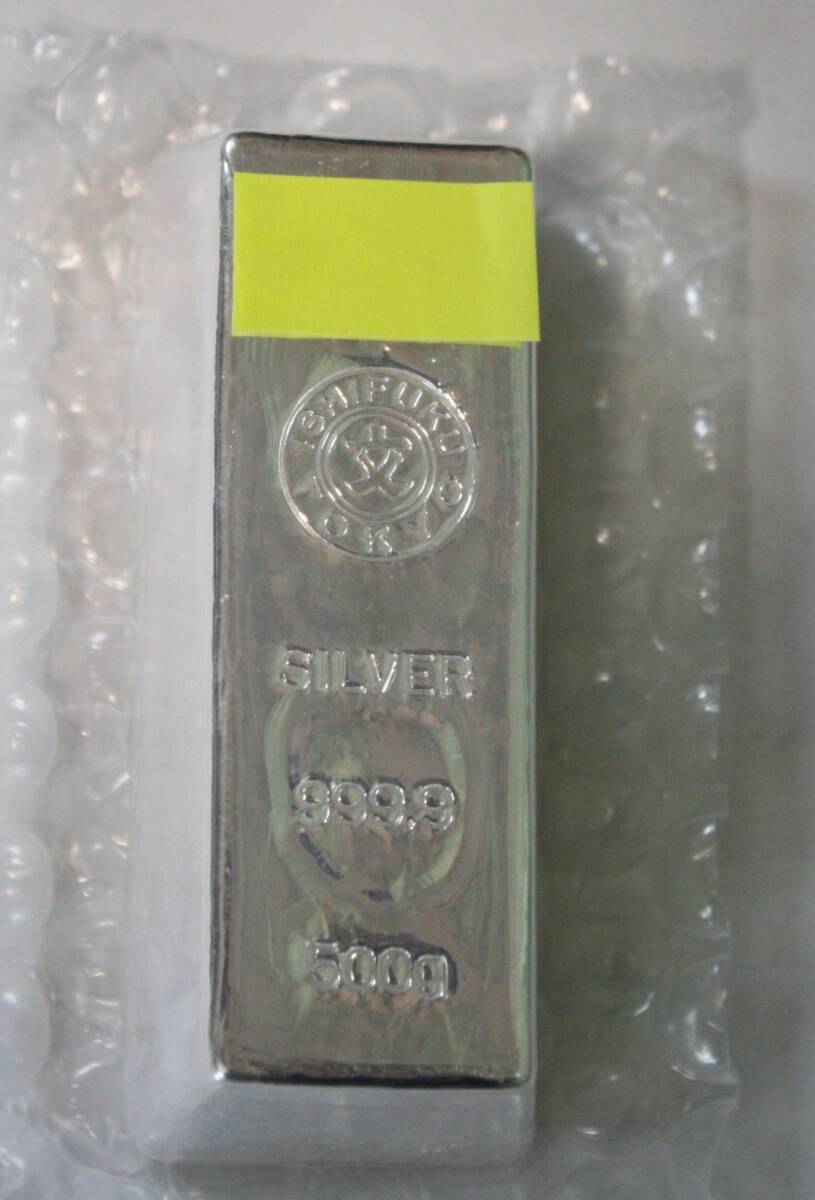 ISHIFUKU
文
TOKYO
SILVER
999.9
500g